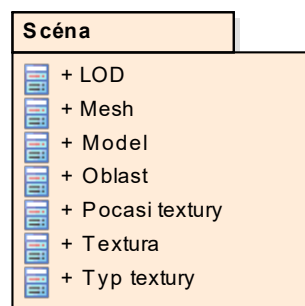 Scéna
+ LOD
+ Mesh
+ Model
+ Oblast
+ Pocasi textury
+ Textura
+ Typ textury